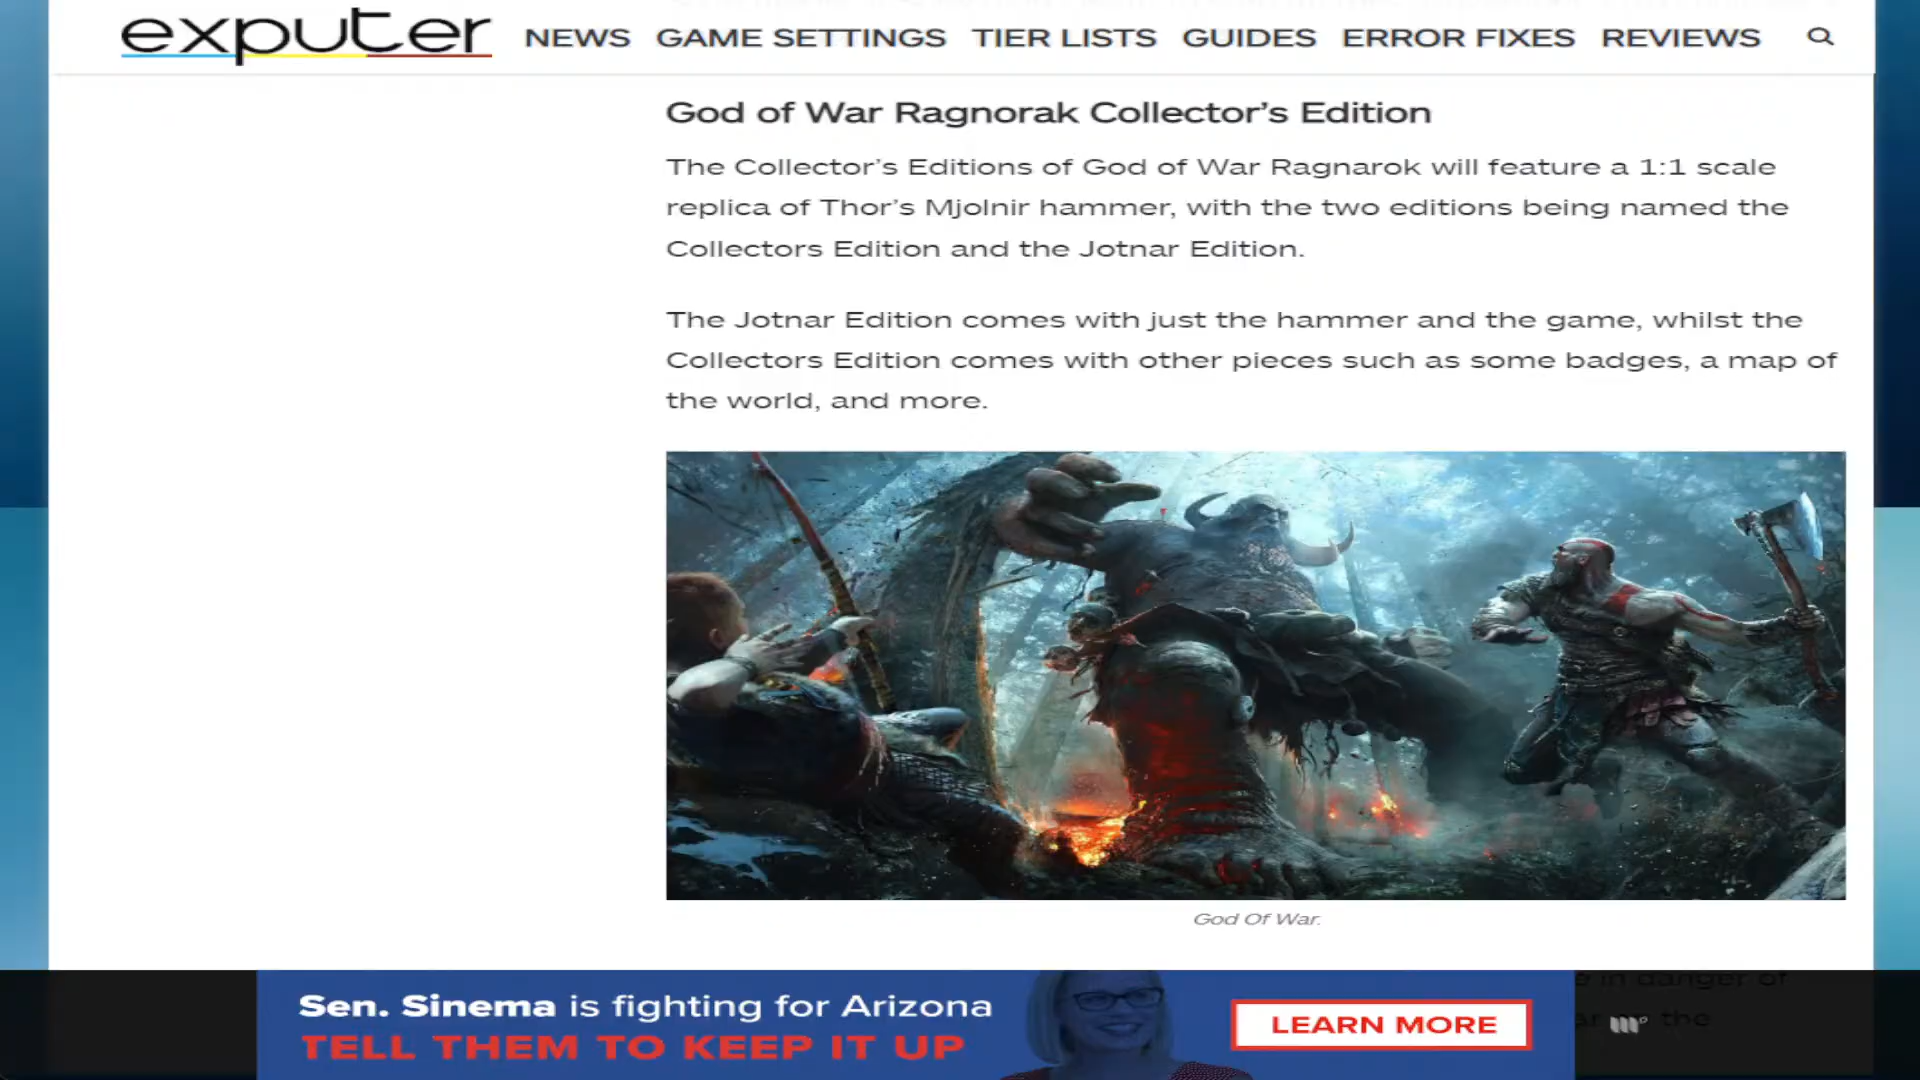 exputer NEWS GAME SETTINGS TIER LISTS GUIDES ERROR FIXES REVIEWS
God of War Ragnorak Collector's Edition
The Collector's Editions of God of War Ragnarok will feature a 1:1 scale
replica of Thor's Mjolnir hammer, with the two editions being named the
Collectors Edition and the Jotnar Edition.
The Jotnar Edition comes with just the hammer and the game, whilst the
Collectors Edition comes with other pieces such as some badges, a map of
the world, and more.
God Of War.
in danger of
the
Sen. Sinema is fighting for Arizona
TELL THEM TO KEEP IT UP
LEARN MORE